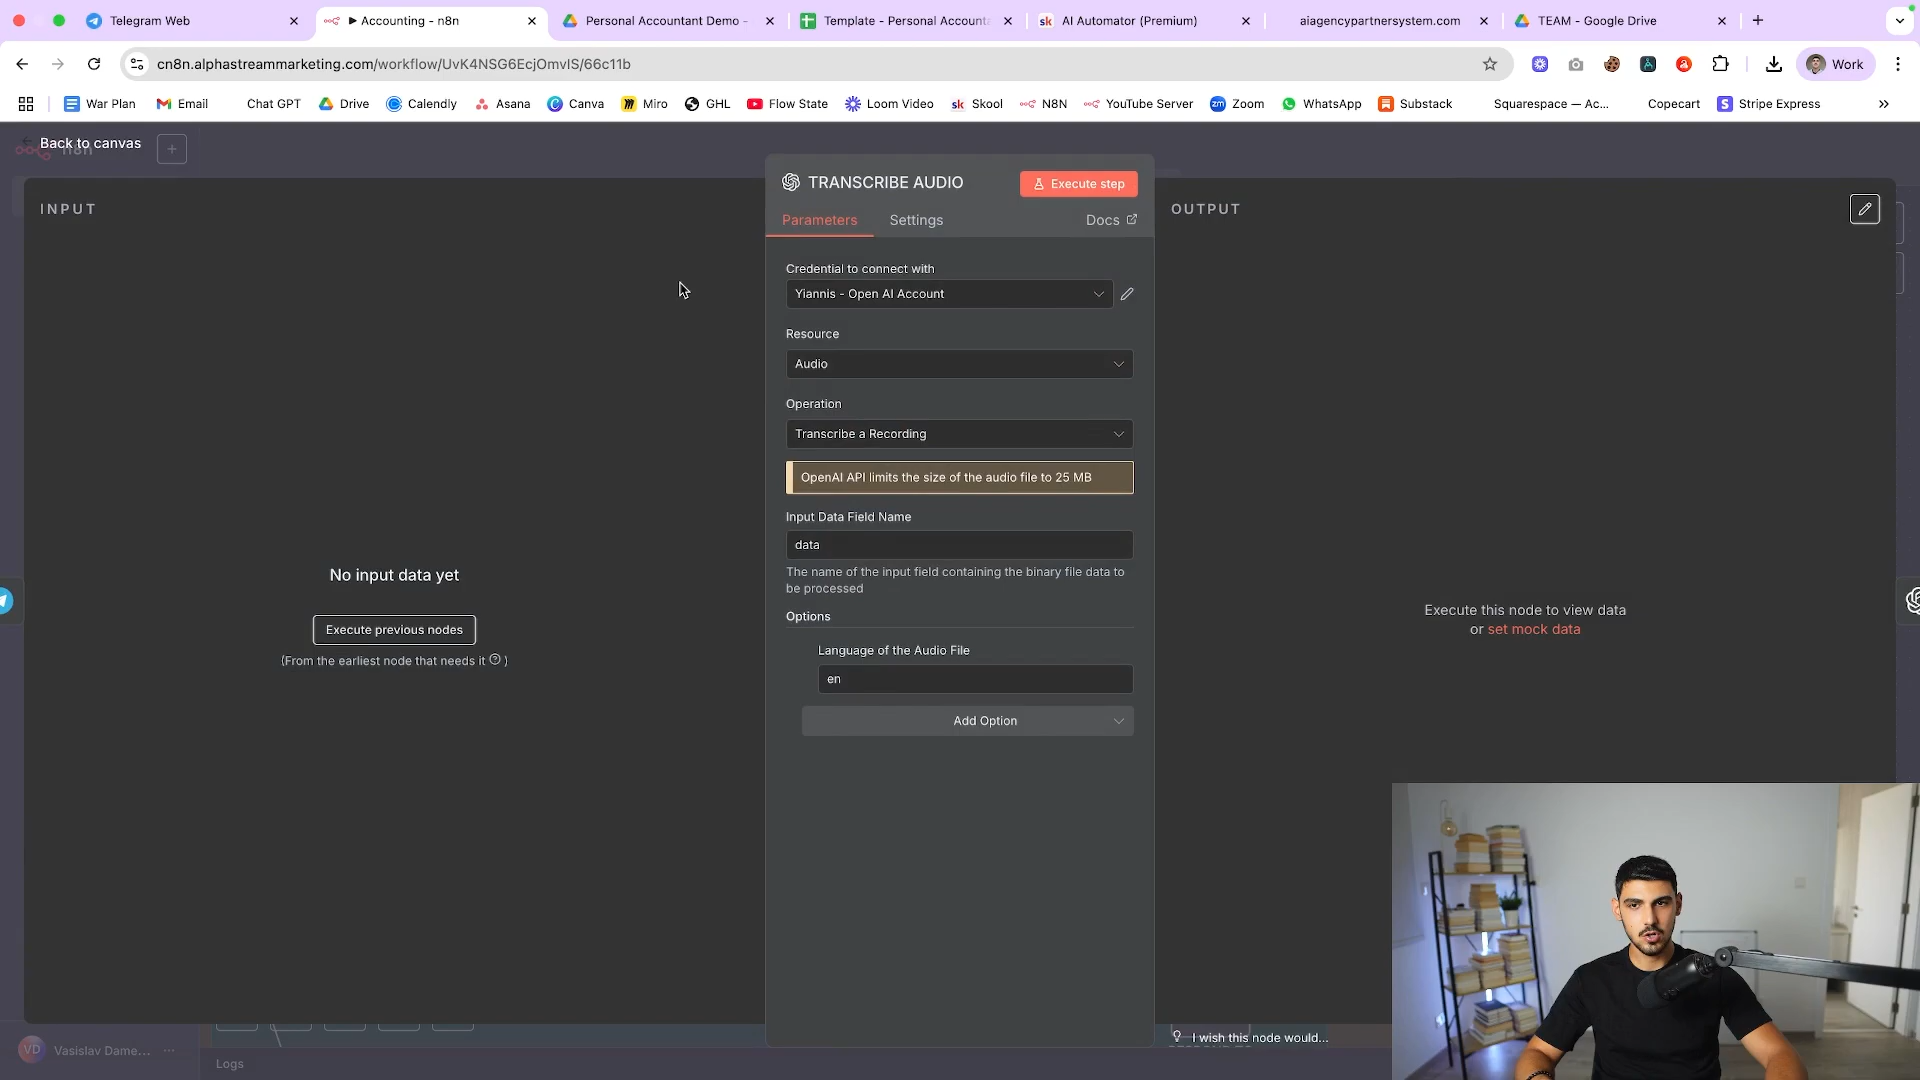 Telegram Web
Accounting - n8n
Personal Accountant Demo -
Template - Personal Account
sk AI Automator (Premium)
aiagencypartnersystem.com
TEAM - Google Drive
cn8n.alphastreammarketing.com/workflow/UvK4NSG6EcjOmvIS/66c11b
Work
War Plan
Email
Chat GPT
Drive
Calendly
Asana
Canva
Miro
GHL
Flow State
Loom Video
sk Skool
N8N
YouTube Server
zm Zoom
WhatsApp
Substack
Squarespace — Ac...
Copecart
S Stripe Express
Back to canvas
n8n
INPUT
TRANSCRIBE AUDIO
Execute step
Parameters
Settings
Docs
OUTPUT
Credential to connect with
Yiannis - Open AI Account
Resource
Audio
Operation
Transcribe a Recording
OpenAI API limits the size of the audio file to 25 MB
Input Data Field Name
data
The name of the input field containing the binary file data to
be processed
Options
Language of the Audio File
en
Add Option
No input data yet
Execute previous nodes
(From the earliest node that needs it ? )
Execute this node to view data
or set mock data
I wish this node would...
VD
Vasislav Dame...
Logs